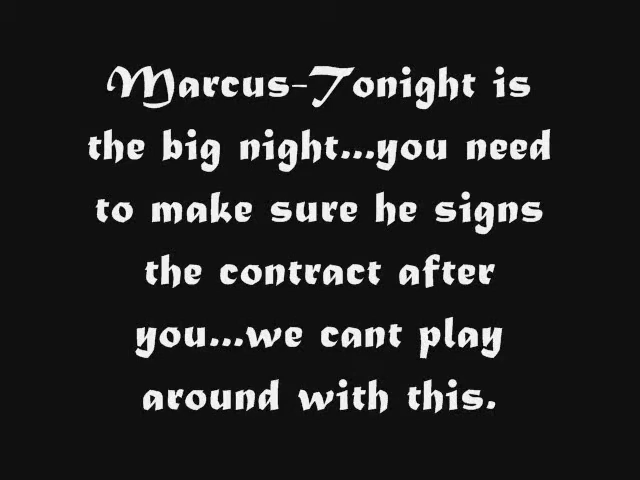 Marcus-Tonight is
the big night...you need
to make sure he signs
the contract after
you...we cant play
around with this.